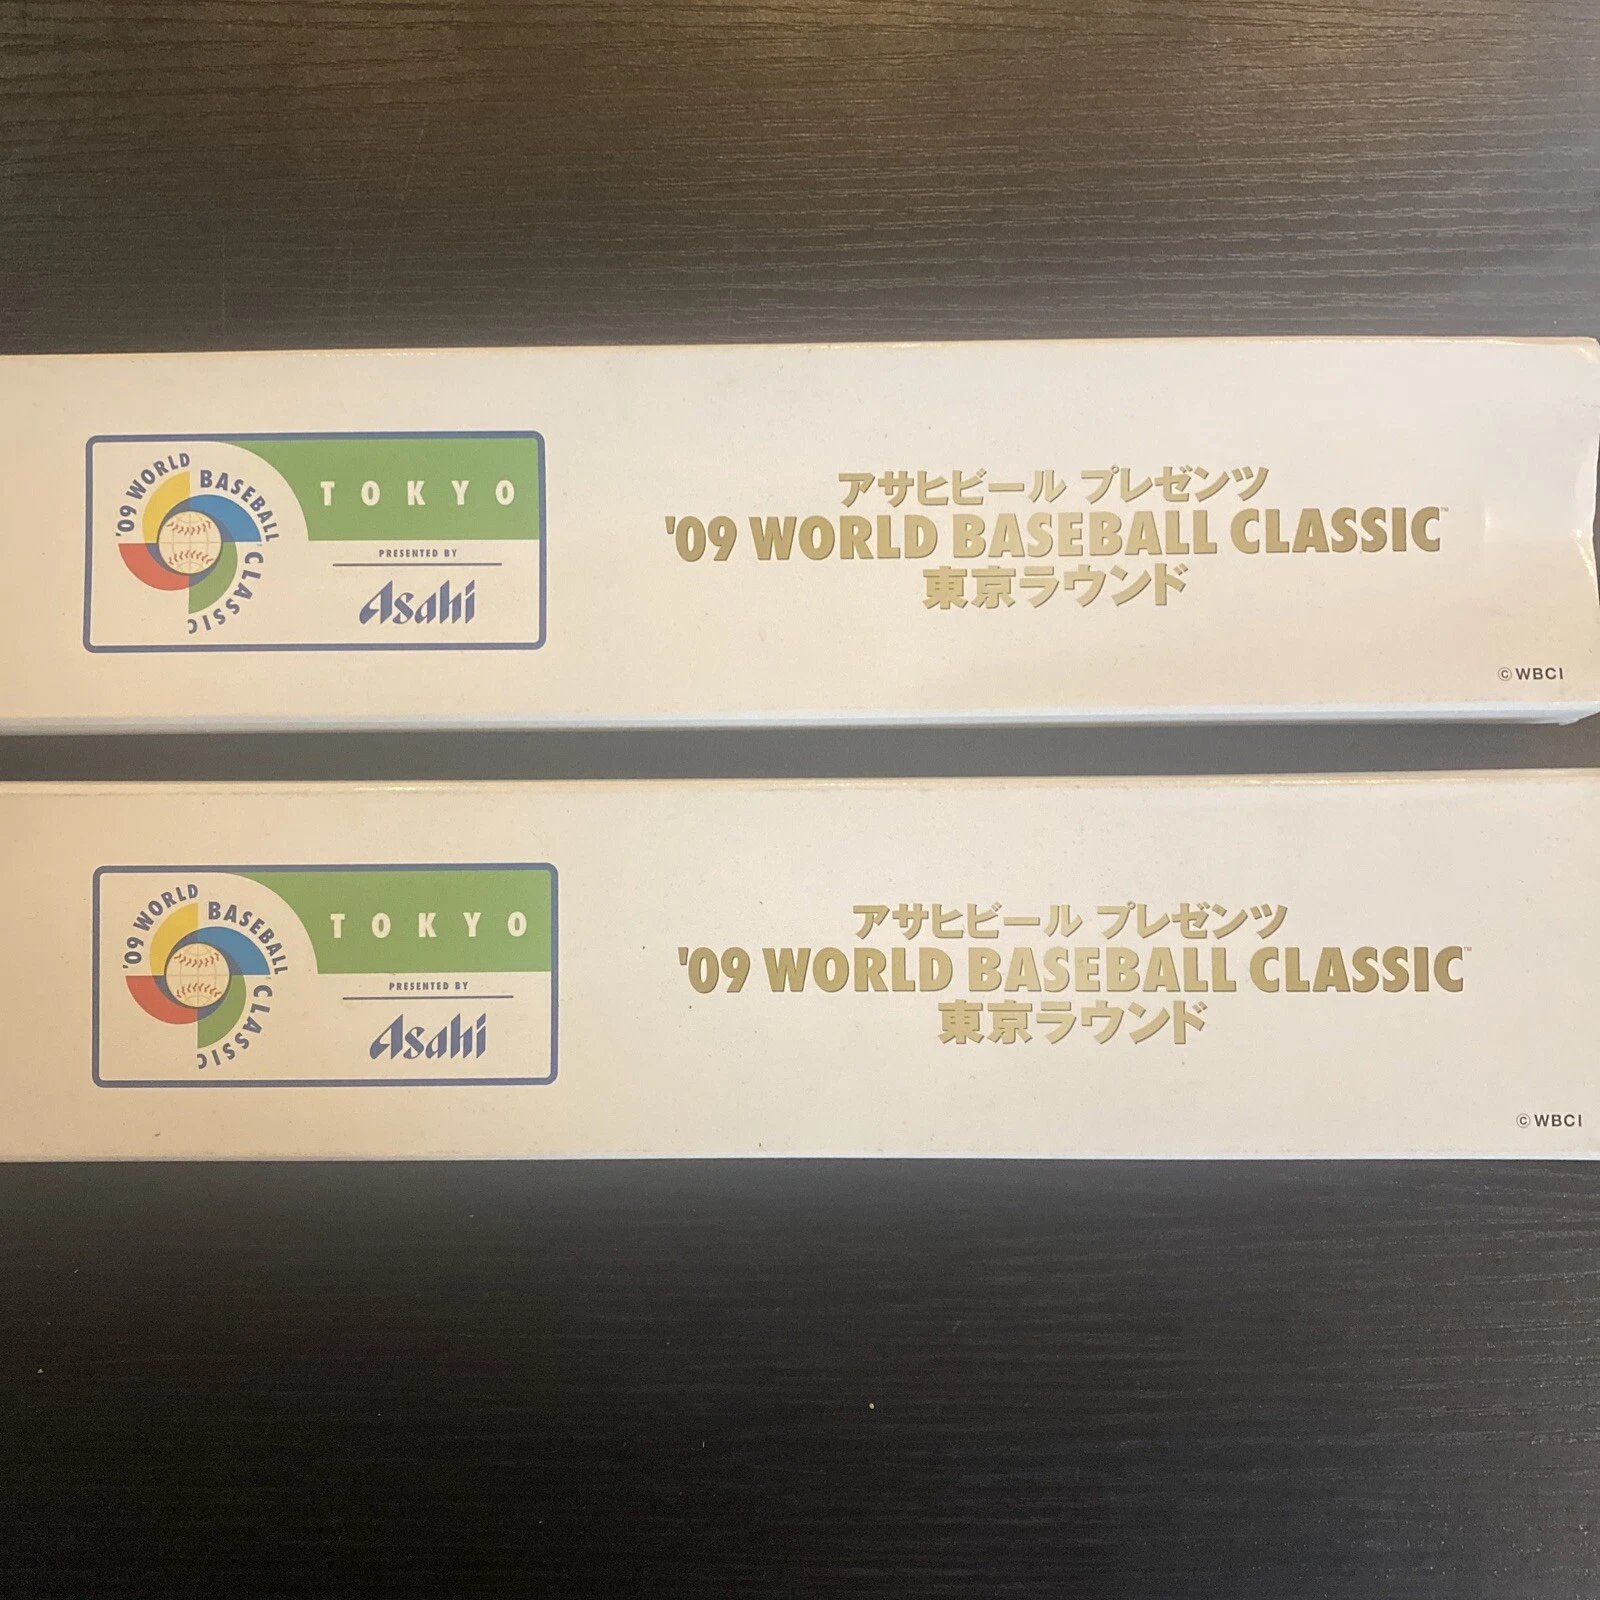 '09 WORLD BASEBALL CLASSIC
TOKYO
PRESENTED BY
Asahi
アサヒビール プレゼンツ
'09 WORLD BASEBALL CLASSIC™
東京ラウンド
©WBCI
'09 WORLD BASEBALL CLASSIC
TOKYO
PRESENTED BY
Asahi
アサヒビール プレゼンツ
'09 WORLD BASEBALL CLASSIC™
東京ラウンド
©WBCI